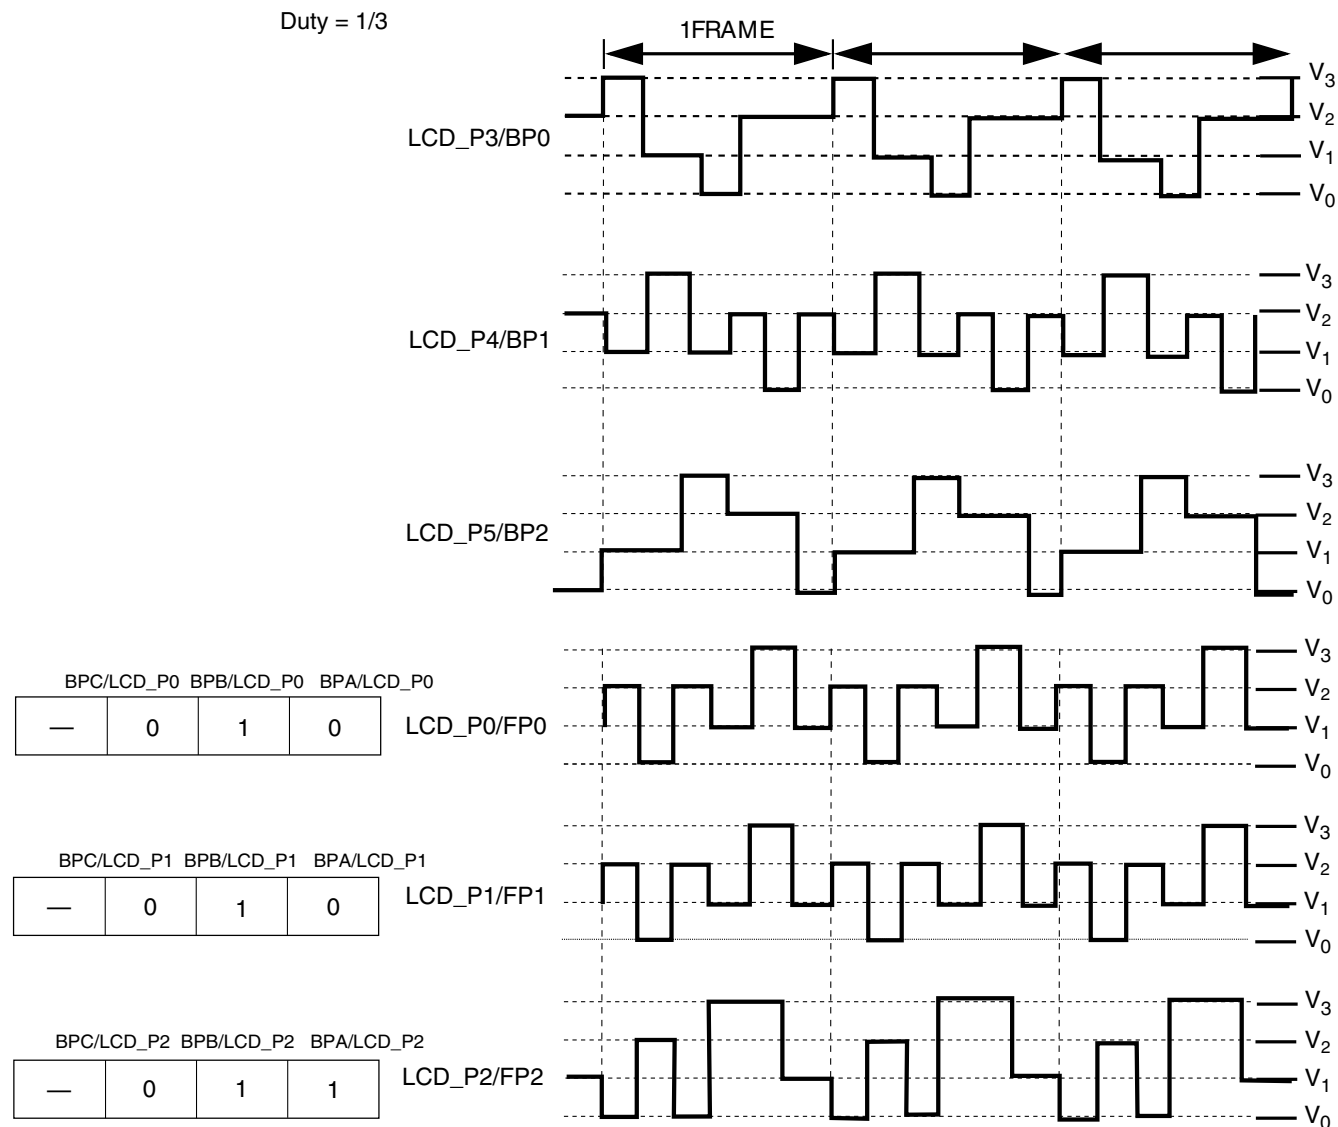 Duty = 1/3
1FRAME
LCD_P3/BP0
V3
V2
V1
V0
LCD_P4/BP1
V3
V2
V1
V0
LCD_P5/BP2
V3
V2
V1
V0
BPC/LCD_P0 BPB/LCD_P0 BPA/LCD_P0
— 0 1 0
LCD_P0/FP0
V3
V2
V1
V0
BPC/LCD_P1 BPB/LCD_P1 BPA/LCD_P1
— 0 1 0
LCD_P1/FP1
V3
V2
V1
V0
BPC/LCD_P2 BPB/LCD_P2 BPA/LCD_P2
— 0 1 1
LCD_P2/FP2
V3
V2
V1
V0